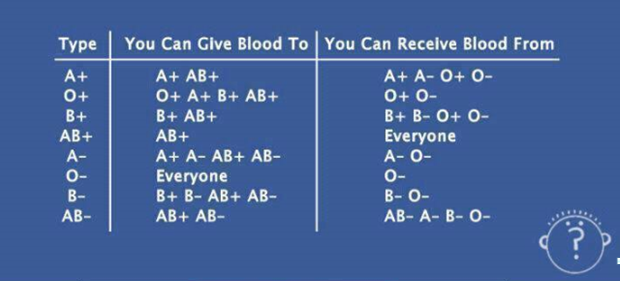 Type You Can Give Blood To You Can Receive Blood From
A+ A+ AB+ A+ A- O+ O-
O+ O+ A+ B+ AB+ O+ O-
B+ B+ AB+ B+ B- O+ O-
AB+ AB+ Everyone
A- A+ A- AB+ AB- A- O-
O- Everyone O-
B- B+ B- AB+ AB- B- O-
AB- AB+ AB- AB- A- B- O-
?